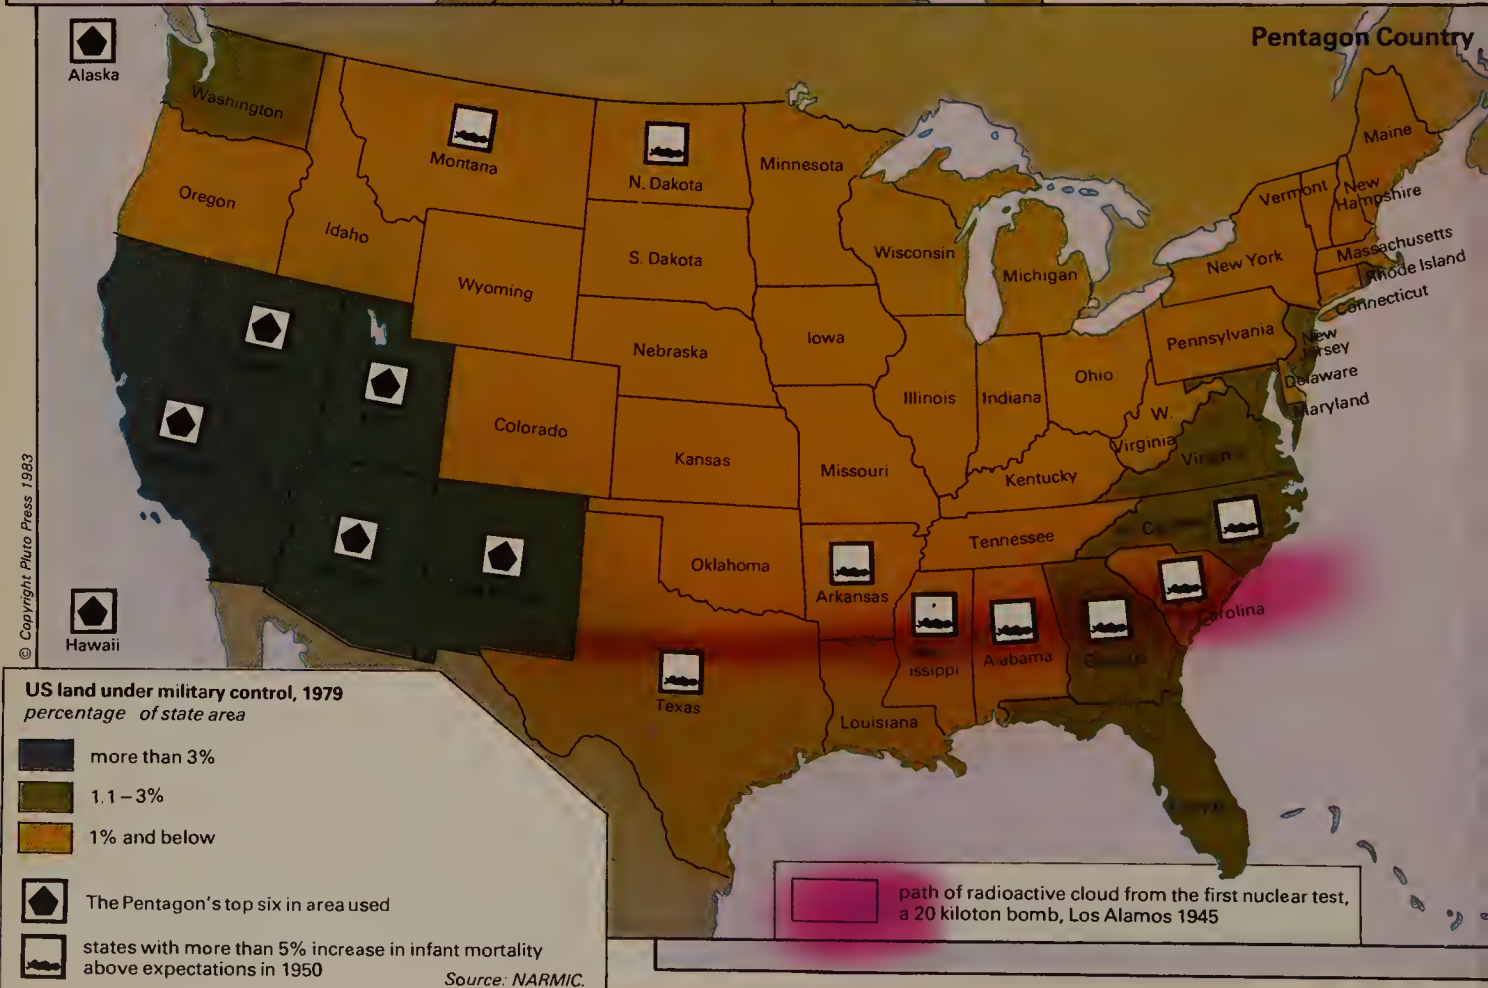 Pentagon Country
Alaska
Washington
Montana
N. Dakota
Minnesota
Maine
Vermont
New
Hampshire
Oregon
Idaho
Wyoming
S. Dakota
Wisconsin
Michigan
New York
Massachusetts
Rhode Island
Connecticut
Nebraska
Iowa
Pennsylvania
New
Jersey
Delaware
Maryland
Ohio
Illinois
Indiana
W.
Virginia
Colorado
Kansas
Missouri
Kentucky
Tennessee
Oklahoma
Arkansas
Carolina
issippi
Alabama
Texas
Louisiana
Hawaii
© Copyright Pluto Press 1983
US land under military control, 1979
percentage of state area
more than 3%
1.1–3%
1% and below
The Pentagon's top six in area used
states with more than 5% increase in infant mortality
above expectations in 1950
Source: NARMIC.
path of radioactive cloud from the first nuclear test,
a 20 kiloton bomb, Los Alamos 1945